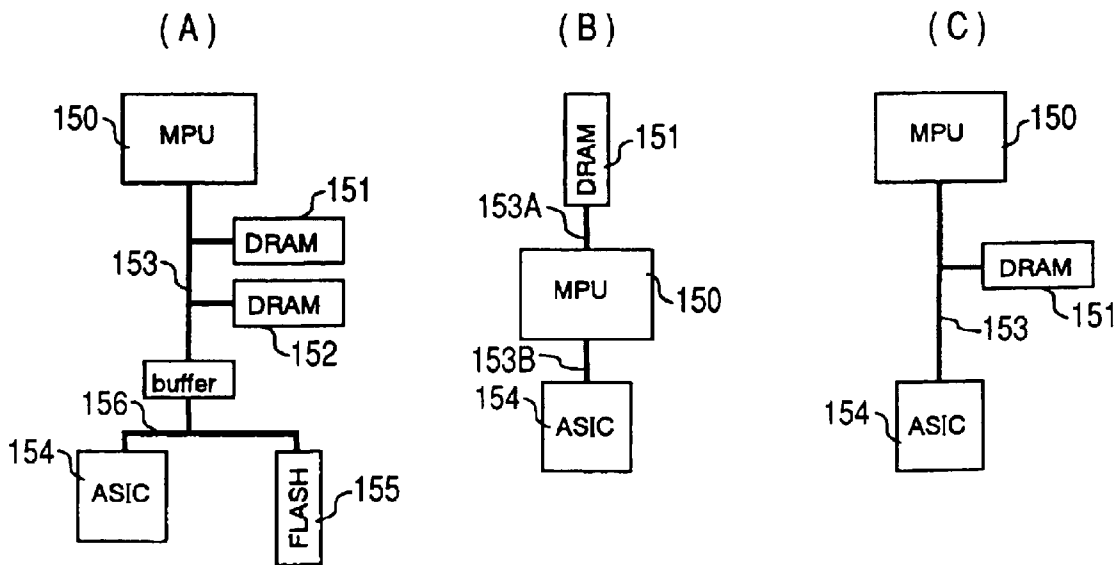 (A)
150
MPU
151
DRAM
153
DRAM
152
buffer
156
154
ASIC
FLASH
155
(B)
DRAM
151
153A
MPU
150
153B
154
ASIC
(C)
MPU
150
DRAM
151
153
154
ASIC